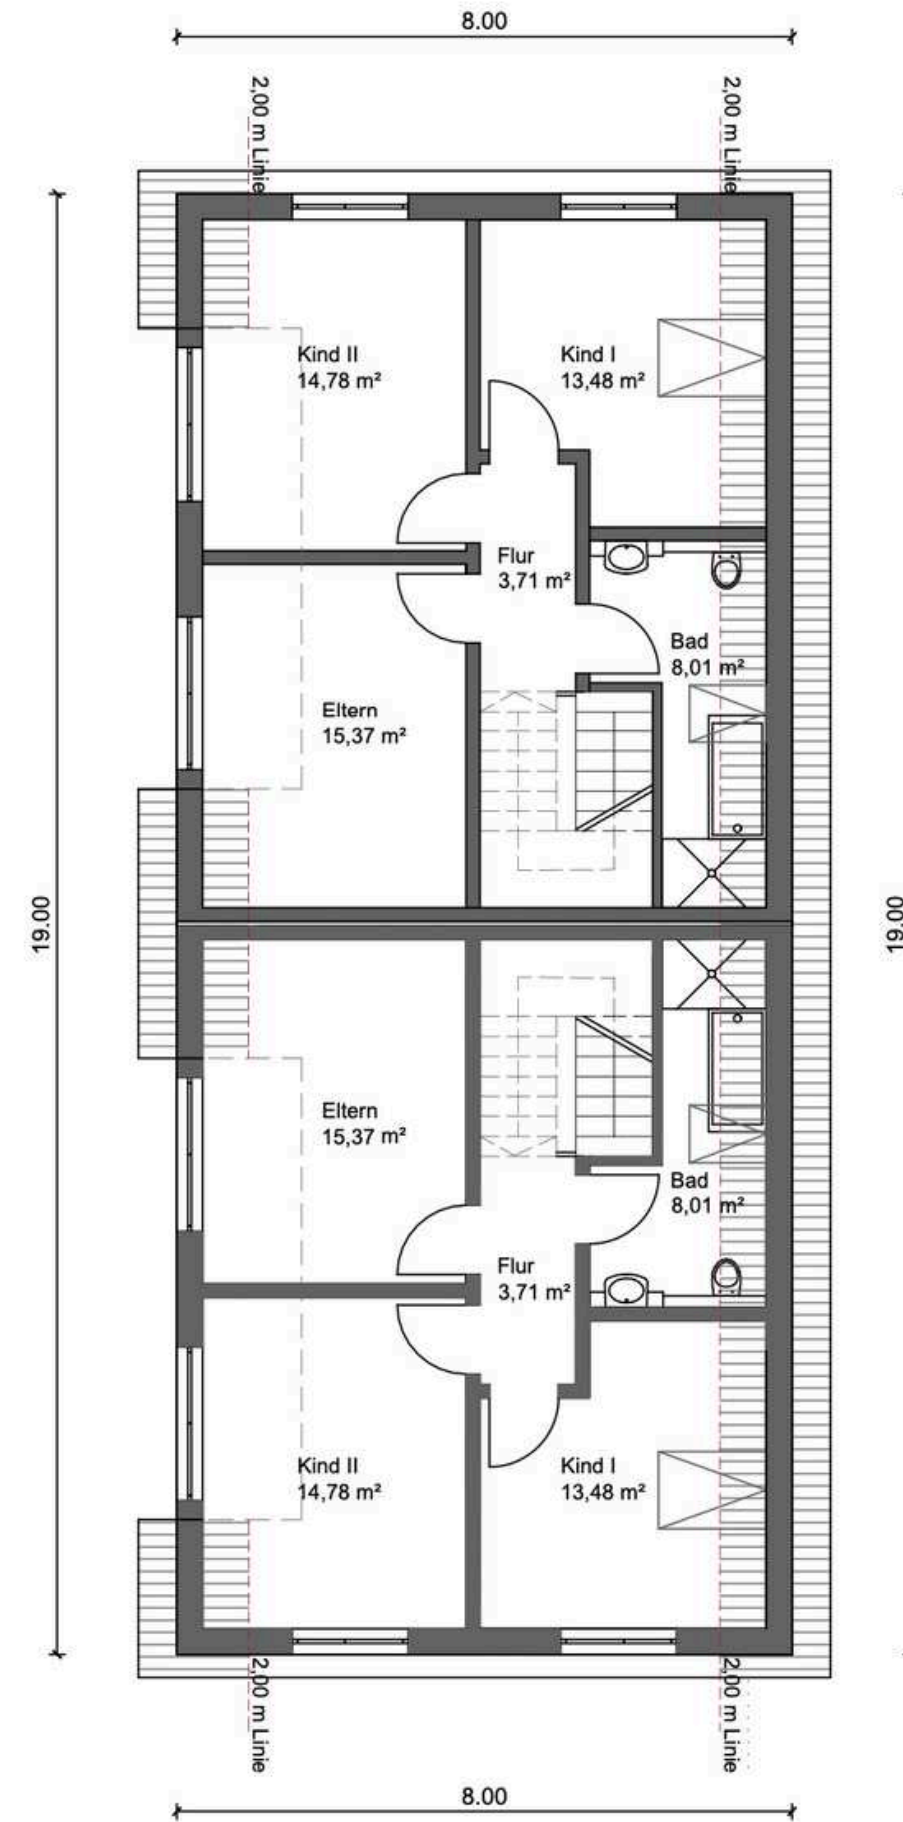 8.00
2,00 m Linie
2,00 m Linie
Kind II
14,78 m²
Kind I
13,48 m²
Flur
3,71 m²
Bad
8,01 m²
Eltern
15,37 m²
19.00
19.00
Eltern
15,37 m²
Bad
8,01 m²
Flur
3,71 m²
Kind II
14,78 m²
Kind I
13,48 m²
2,00 m Linie
2,00 m Linie
8.00